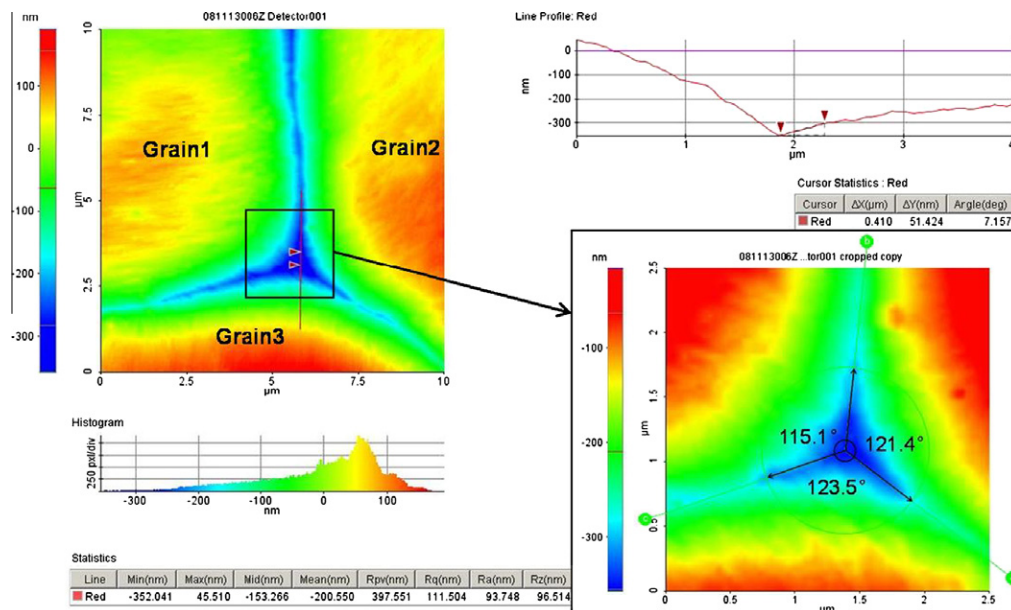 nm
081113006Z Detector001
100
0
-100
-200
-300
10
7.5
5
2.5
0
µm
Grain1
Grain2
Grain3
0
2.5
5
7.5
10
µm
Line Profile: Red
nm
0
-100
-200
-300
0
1
2
3
4
µm
Cursor Statistics : Red
Cursor ΔX(µm) ΔY(nm) Angle(deg)
Red 0.410 51.424 7.157
nm
081113006Z...tor001 cropped copy
-100
-200
-300
b
2.5
2
1.5
1
0.5
0
µm
115.1° 121.4°
123.5°
0
0.5
1
1.5
2
2.5
µm
Histogram
250 pxl/div
-300
-200
-100
0
100
nm
Statistics
Line Min(nm) Max(nm) Mid(nm) Mean(nm) Rpv(nm) Rq(nm) Ra(nm) Rz(nm)
Red -352.041 45.510 -153.266 -200.550 397.551 111.504 93.748 96.514